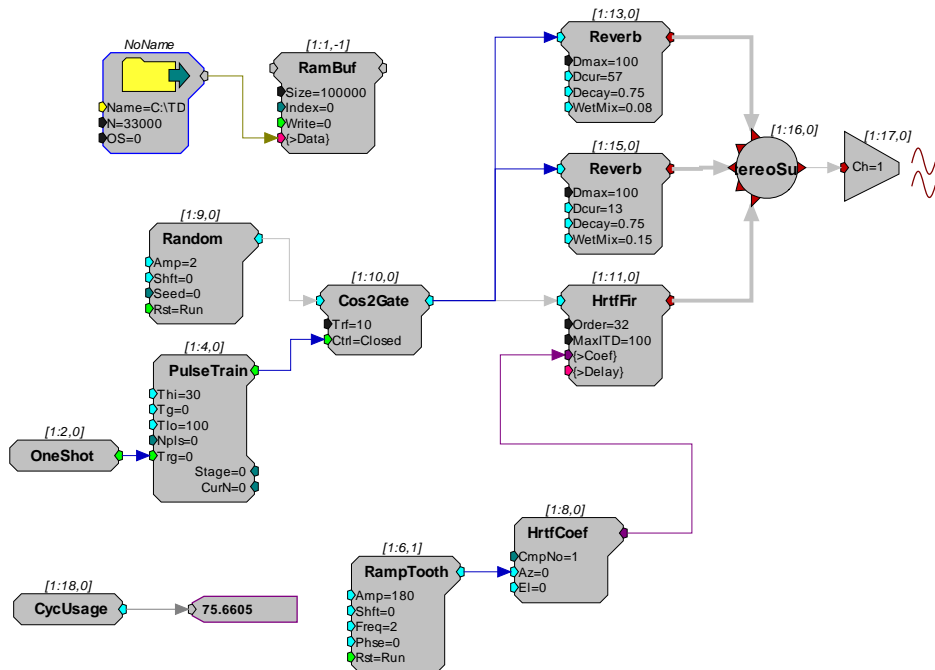 NoName
Name=C:\TD
N=33000
OS=0
[1:1,-1]
RamBuf
Size=100000
Index=0
Write=0
{>Data}
[1:13,0]
Reverb
Dmax=100
Dcur=57
Decay=0.75
WetMix=0.08
[1:15,0]
Reverb
Dmax=100
Dcur=13
Decay=0.75
WetMix=0.15
[1:16,0]
ereoSu
[1:17,0]
Ch=1
[1:9,0]
Random
Amp=2
Shft=0
Seed=0
Rst=Run
[1:10,0]
Cos2Gate
Trf=10
Ctrl=Closed
[1:11,0]
HrtfFir
Order=32
MaxITD=100
{>Coef}
{>Delay}
[1:4,0]
PulseTrain
Thi=30
Tg=0
Tlo=100
Npls=0
Trg=0
Stage=0
CurN=0
[1:2,0]
OneShot
[1:8,0]
HrtfCoef
CmpNo=1
Az=0
El=0
[1:6,1]
RampTooth
Amp=180
Shft=0
Freq=2
Phse=0
Rst=Run
[1:18,0]
CycUsage
75.6605